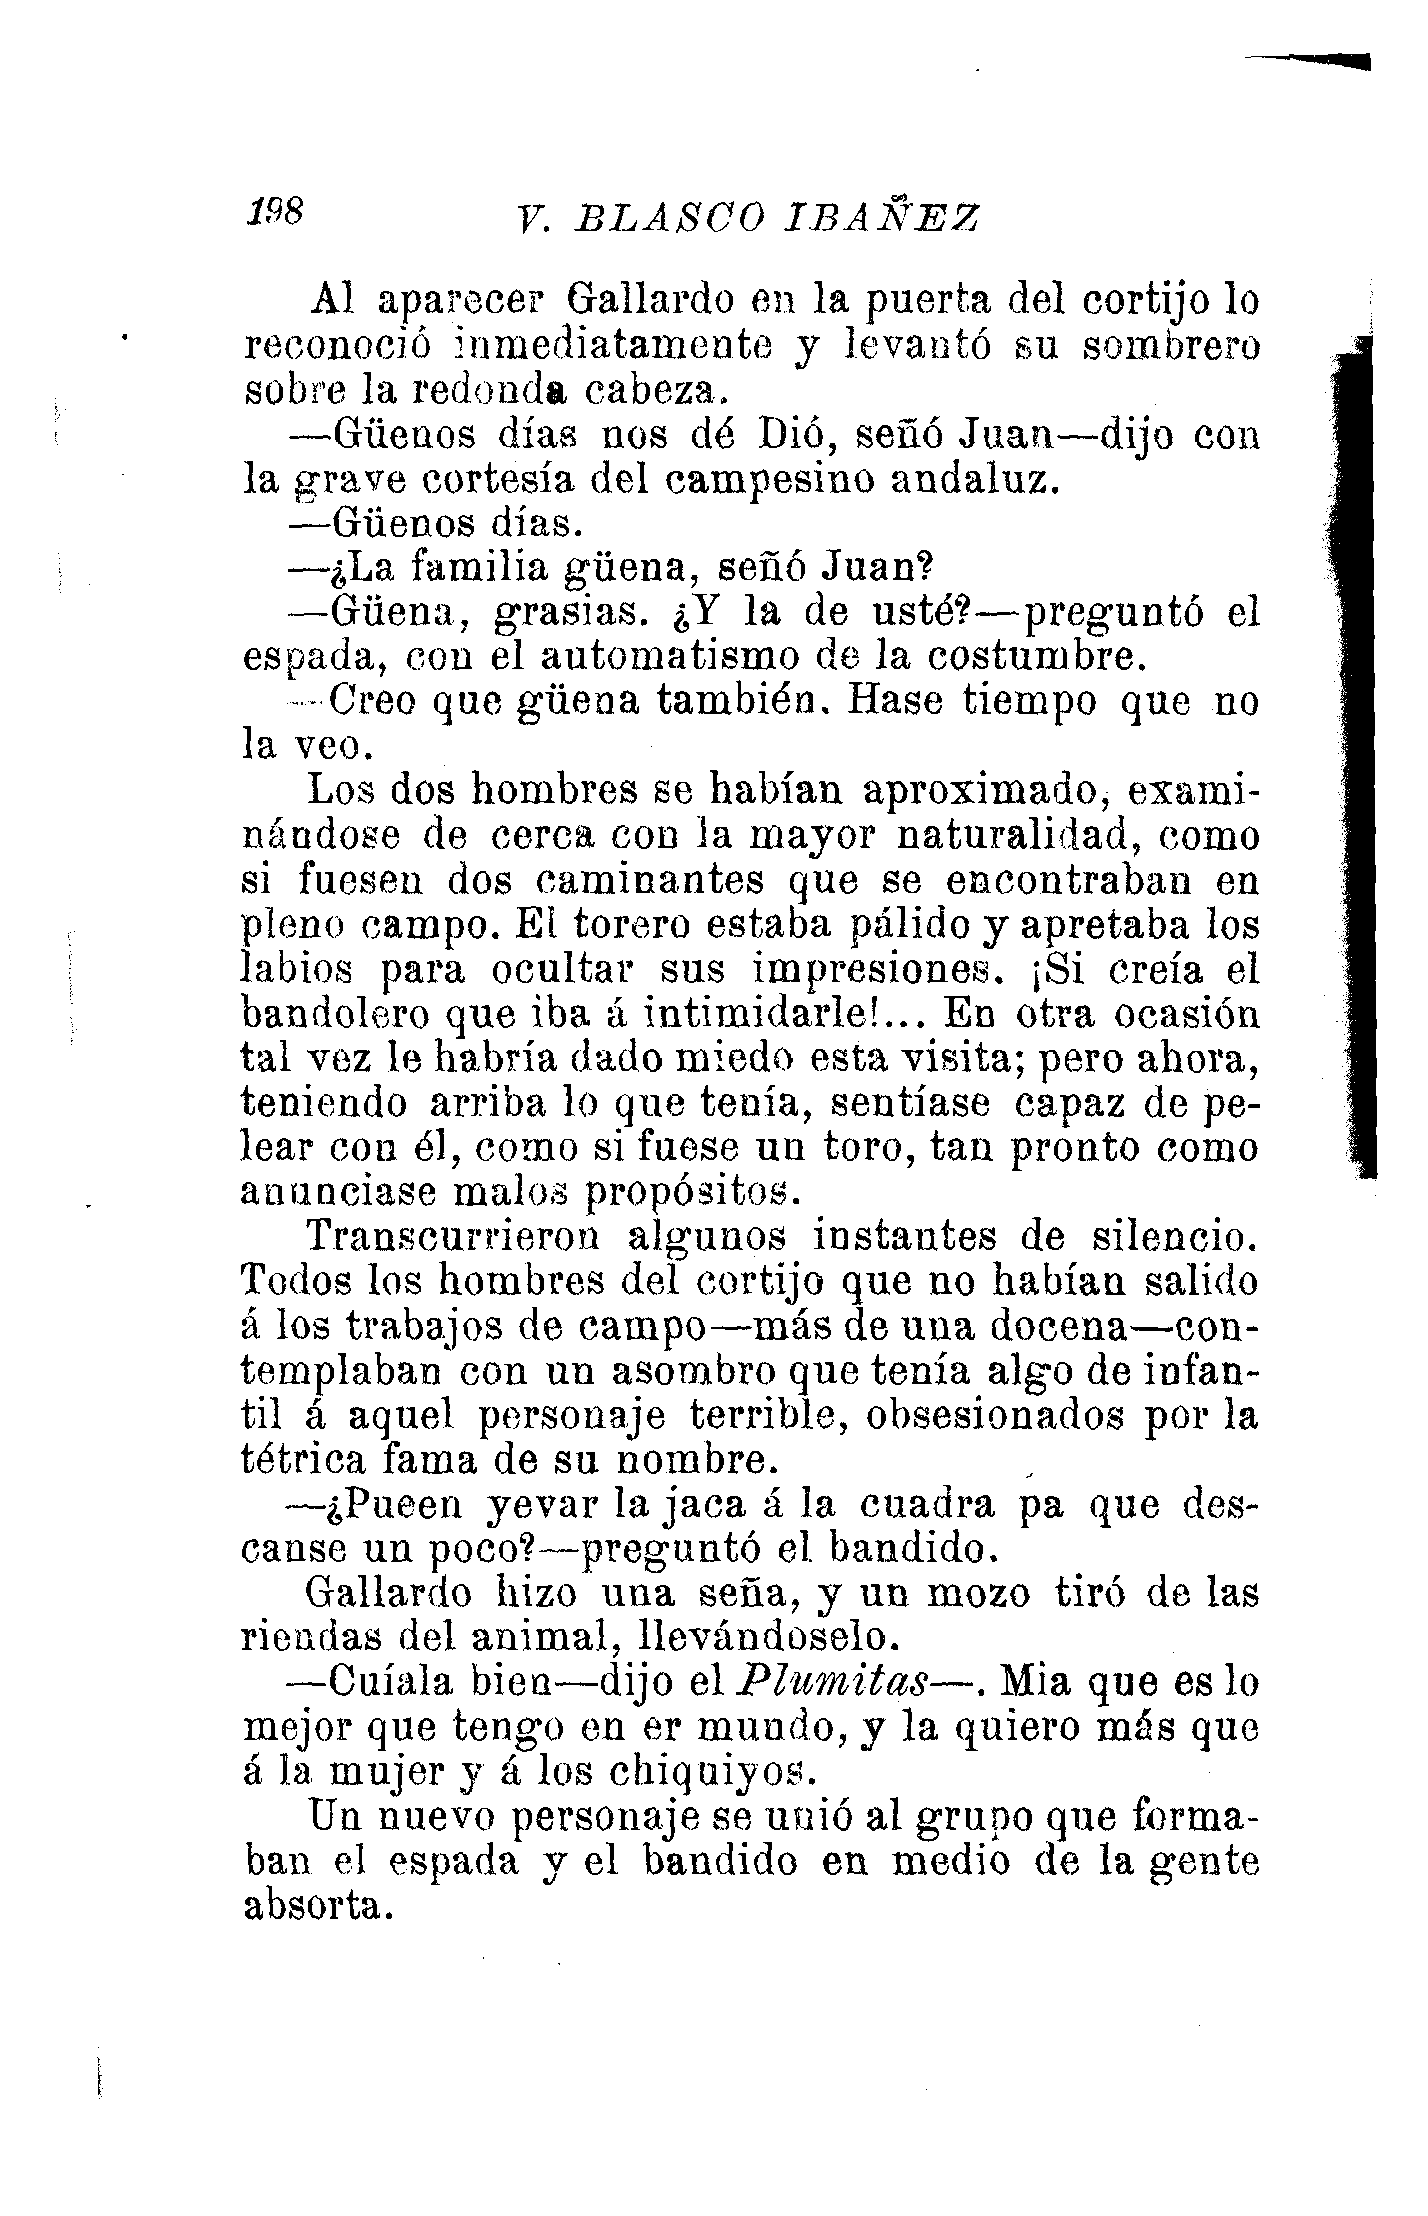 198 V. BLASCO IBAÑEZ
Al aparecer Gallardo en la puerta del cortijo lo
reconoció inmediatamente y levantó su sombrero
sobre la redonda cabeza.
—Güenos días nos dé Dió, señó Juan—dijo con
la grave cortesía del campesino andaluz.
—Güenos días.
—¿La familia güena, señó Juan?
—Güena, grasias. ¿Y la de usté?—preguntó el
espada, con el automatismo de la costumbre.
—Creo que güena también. Hase tiempo que no
la veo.
Los dos hombres se habían aproximado, exami-
nándose de cerca con la mayor naturalidad, como
si fuesen dos caminantes que se encontraban en
pleno campo. El torero estaba pálido y apretaba los
labios para ocultar sus impresiones. ¡Si creía el
bandolero que iba á intimidarle!... En otra ocasión
tal vez le habría dado miedo esta visita; pero ahora,
teniendo arriba lo que tenía, sentíase capaz de pe-
lear con él, como si fuese un toro, tan pronto como
anunciase malos propósitos.
Transcurrieron algunos instantes de silencio.
Todos los hombres del cortijo que no habían salido
á los trabajos de campo—más de una docena—con-
templaban con un asombro que tenía algo de infan-
til á aquel personaje terrible, obsesionados por la
tétrica fama de su nombre.
—¿Pueen yevar la jaca á la cuadra pa que des-
canse un poco?—preguntó el bandido.
Gallardo hizo una seña, y un mozo tiró de las
riendas del animal, llevándoselo.
—Cuíala bien—dijo el Plumitas—. Mia que es lo
mejor que tengo en er mundo, y la quiero más que
á la mujer y á los chiquiyos.
Un nuevo personaje se unió al grupo que forma-
ban el espada y el bandido en medio de la gente
absorta.